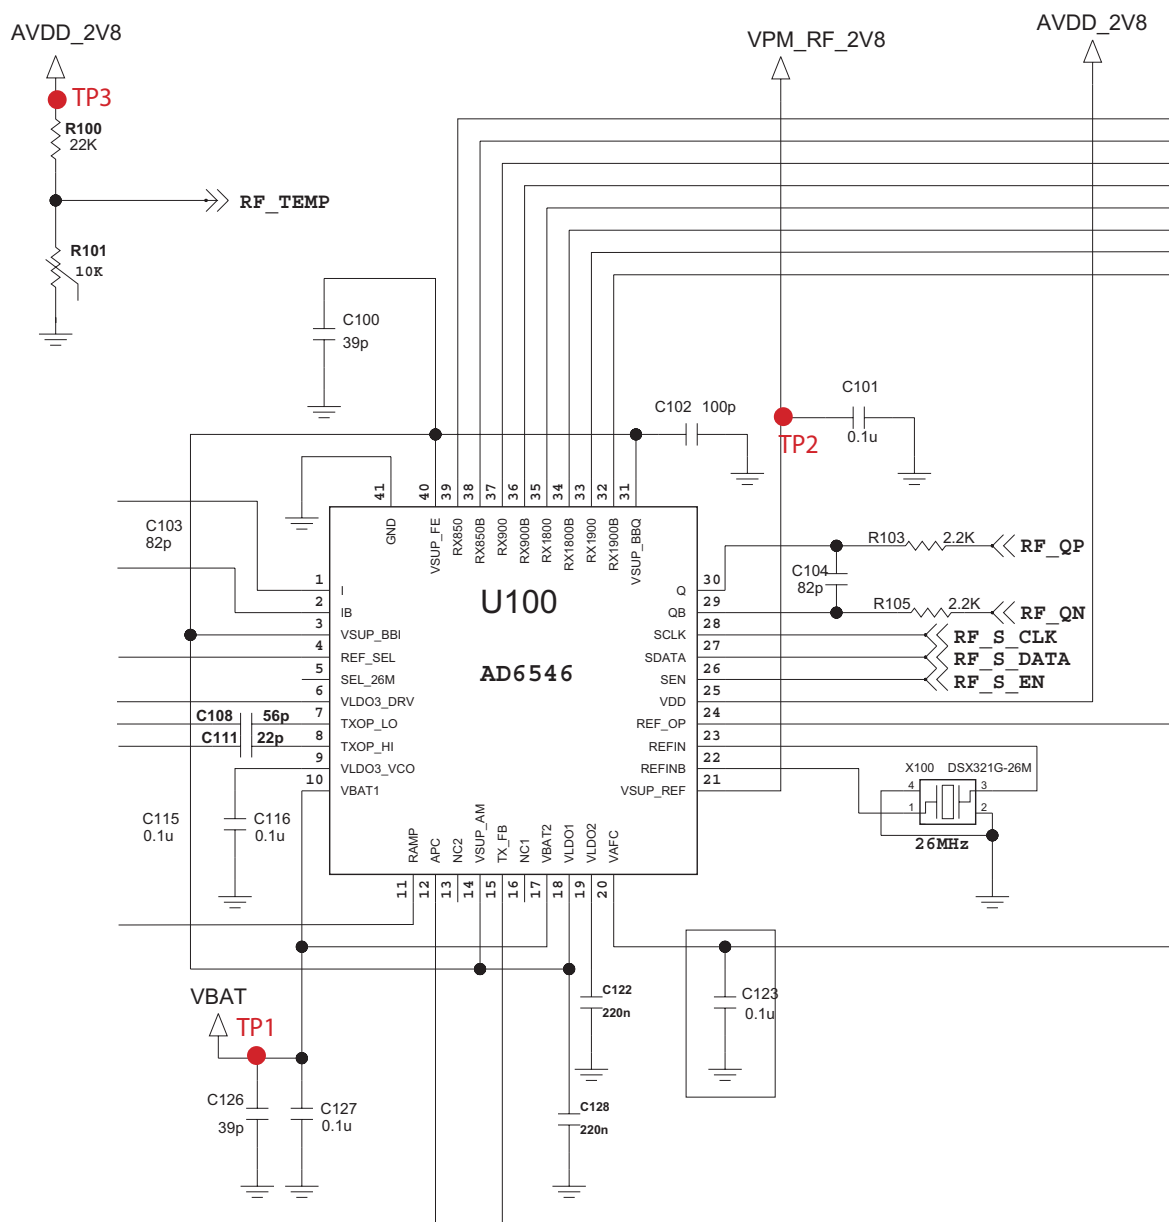 AVDD_2V8
VPM_RF_2V8
AVDD_2V8
TP3
R100
22K
RF_TEMP
R101
10K
C100
39p
C101
0.1u
C102 100p
TP2
41 40 39 38 37 36 35 34 33 32 31
GND VSUP_FE RX850 RX850B RX900 RX900B RX1800 RX1800B RX1900 RX1900B VSUP_BBQ
C103
82p
R103 2.2K RF_QP
C104
82p
R105 2.2K RF_QN
U100
AD6546
1 I
2 IB
3 VSUP_BBI
4 REF_SEL
5 SEL_26M
6 VLDO3_DRV
7 TXOP_LO
8 TXOP_HI
9 VLDO3_VCO
10 VBAT1
Q 30
QB 29
SCLK 28 RF_S_CLK
SDATA 27 RF_S_DATA
SEN 26 RF_S_EN
VDD 25
REF_OP 24
REFIN 23
REFINB 22
VSUP_REF 21
C108 56p
C111 22p
X100 DSX321G-26M
4 3
1 2
26MHz
C115
0.1u
C116
0.1u
RAMP APC NC2 VSUP_AM TX_FB NC1 VBAT2 VLDO1 VLDO2 VAFC
11 12 13 14 15 16 17 18 19 20
VBAT
TP1
C122
220n
C123
0.1u
C126
39p
C127
0.1u
C128
220n